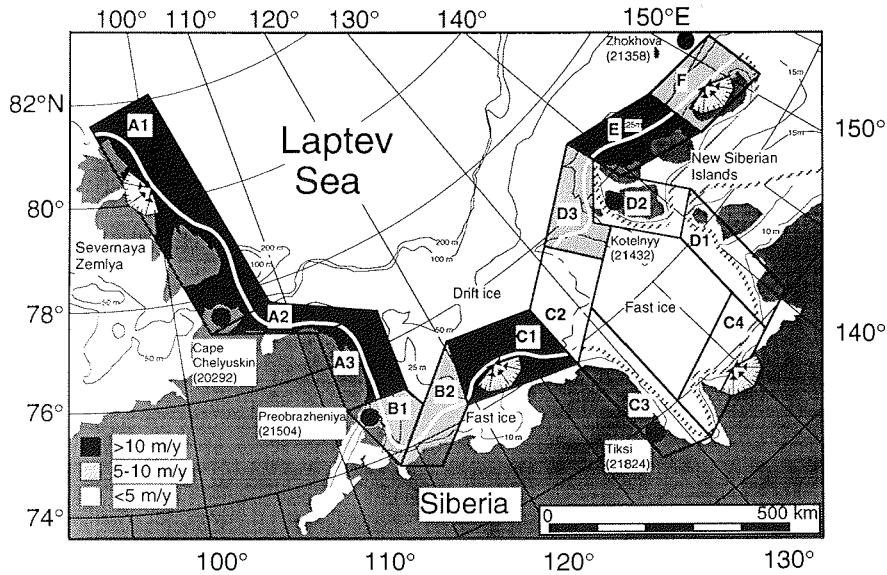 100° 110° 120° 130° 135° 140° 150°E
Zhokhova
(21358)
F
15m
82°N
A1
E
25m
15m
150°
Laptev
Sea
New Siberian
Islands
80°
D3
D2
Severnaya
Zemlya
200 m
100 m
200 m
100 m
Kotelnyy
(21432)
D1
10 m
50 m
Drift ice
Fast ice
78°
A2
50 m
50 m
C2
C1
C4
140°
Cape
Chelyuskin
(20292)
A3
25 m
B2
76°
Preobrazheniya
(21504)
B1
Fast ice
10 m
C3
>10 m/y
5-10 m/y
<5 m/y
Tiksi
(21824)
Siberia
0 500 km
74°
100° 110° 120° 130°